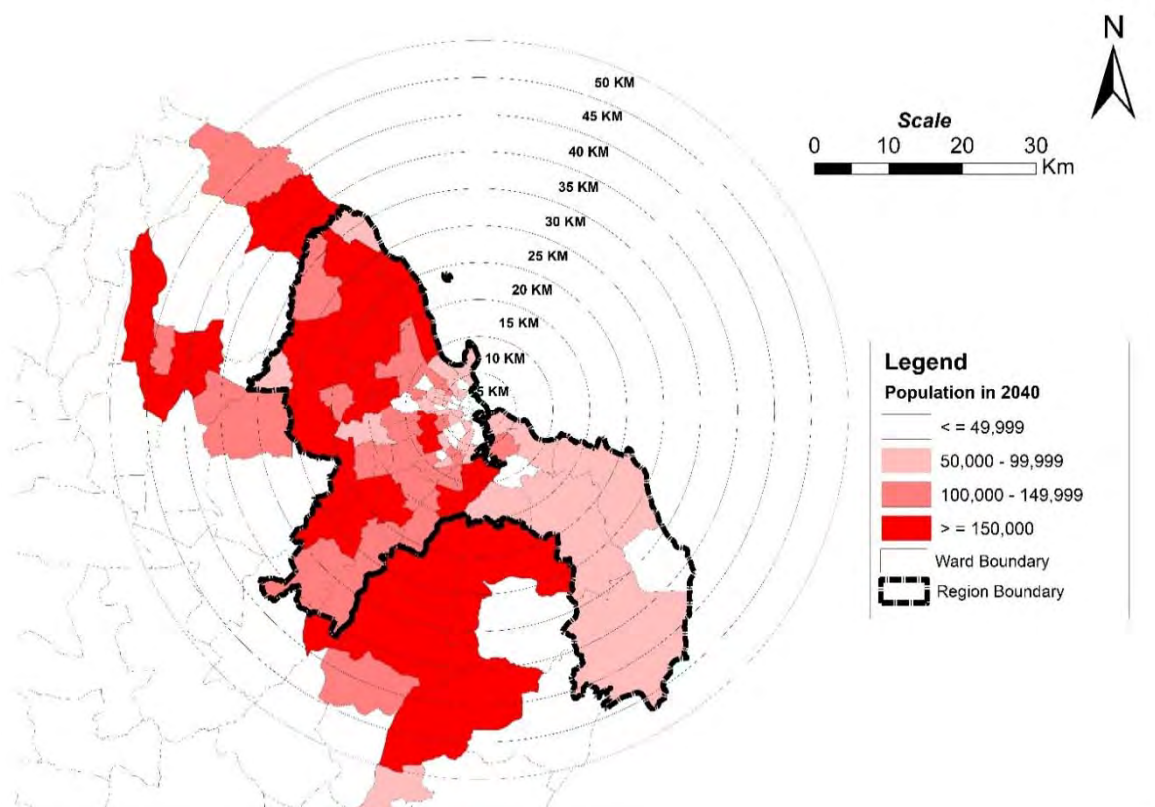 N
Scale
0 10 20 30
Km
50 KM
45 KM
40 KM
35 KM
30 KM
25 KM
20 KM
15 KM
10 KM
5 KM
Legend
Population in 2040
< = 49,999
50,000 - 99,999
100,000 - 149,999
> = 150,000
Ward Boundary
Region Boundary